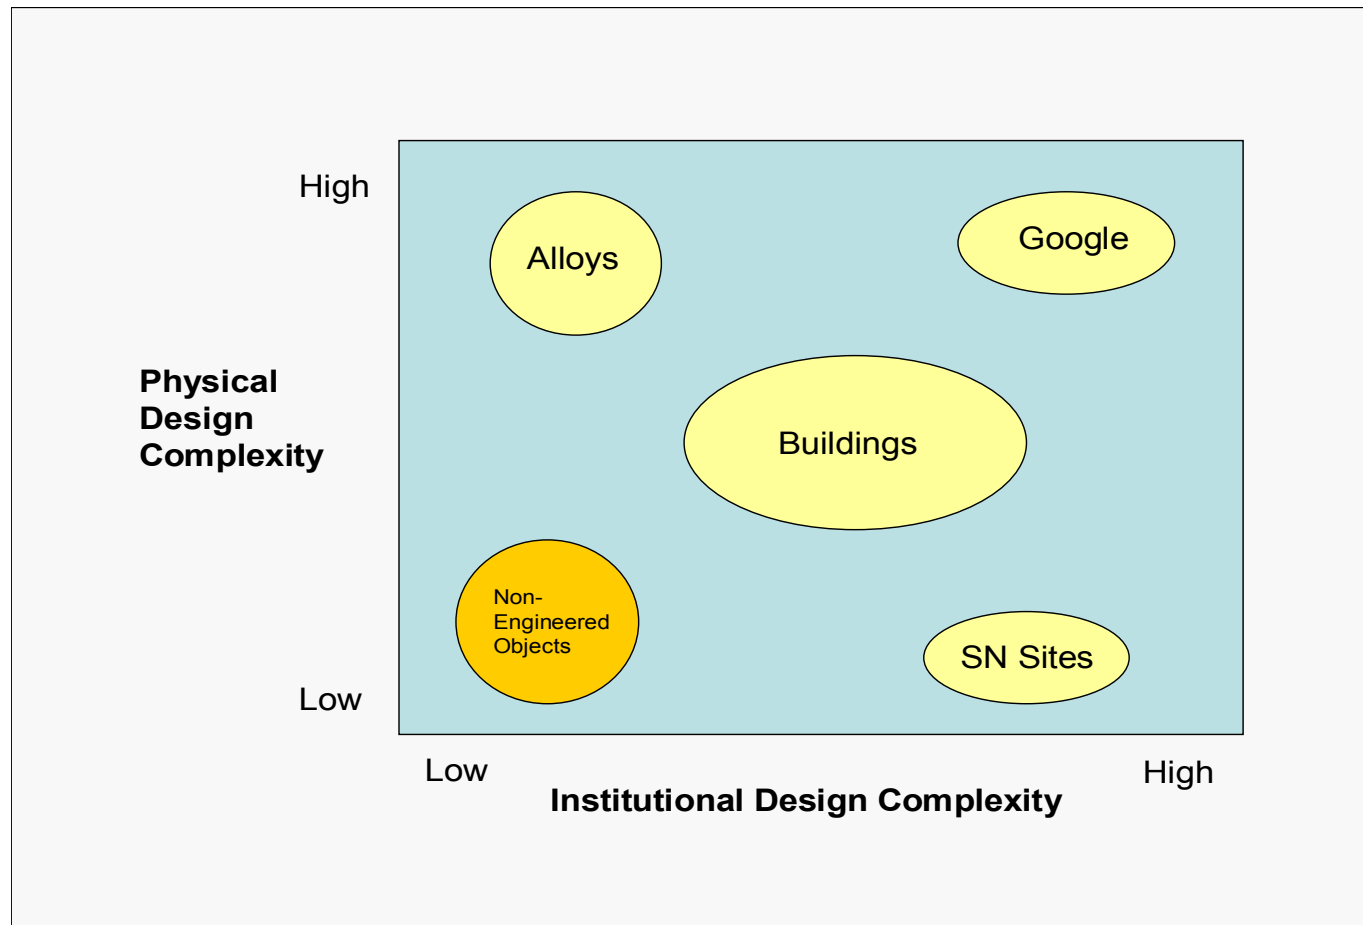 High
Alloys
Google
Physical
Design
Complexity
Buildings
Non-
Engineered
Objects
SN Sites
Low
Low
High
Institutional Design Complexity